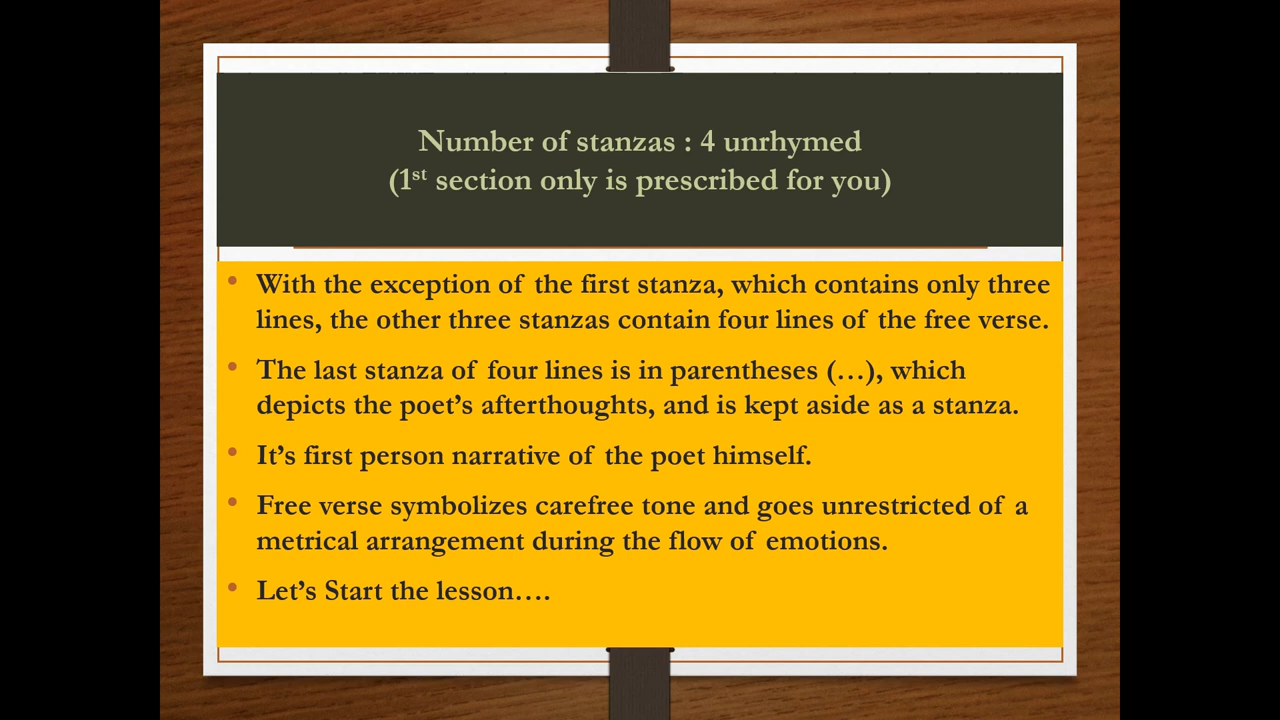 Number of stanzas : 4 unrhymed
(1st section only is prescribed for you)
• With the exception of the first stanza, which contains only three
lines, the other three stanzas contain four lines of the free verse.
• The last stanza of four lines is in parentheses (…), which
depicts the poet’s afterthoughts, and is kept aside as a stanza.
• It’s first person narrative of the poet himself.
• Free verse symbolizes carefree tone and goes unrestricted of a
metrical arrangement during the flow of emotions.
• Let’s Start the lesson….